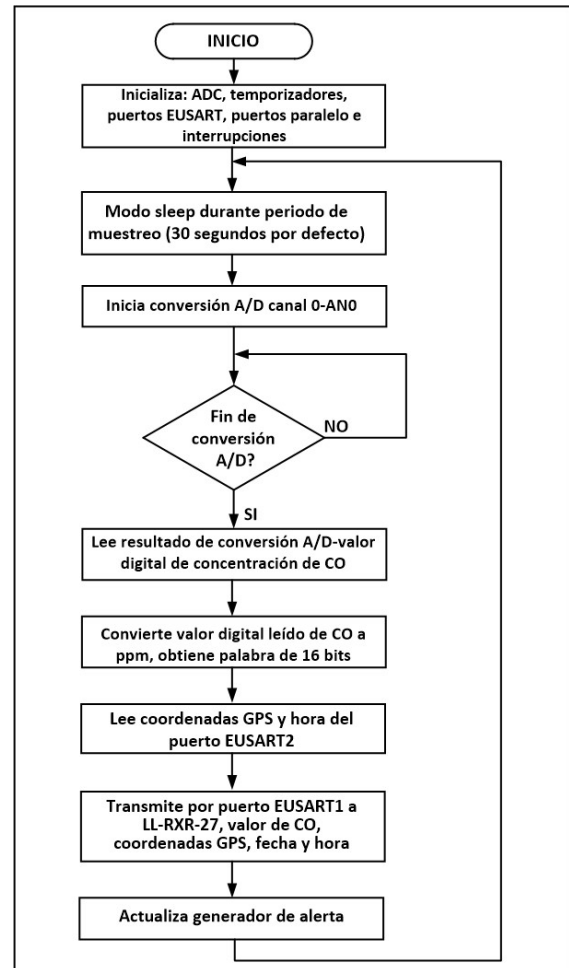 INICIO
Inicializa: ADC, temporizadores,
puertos EUSART, puertos paralelo e
interrupciones
Modo sleep durante periodo de
muestreo (30 segundos por defecto)
Inicia conversión A/D canal 0-AN0
Fin de
conversión
A/D?
NO
SI
Lee resultado de conversión A/D-valor
digital de concentración de CO
Convierte valor digital leído de CO a
ppm, obtiene palabra de 16 bits
Lee coordenadas GPS y hora del
puerto EUSART2
Transmite por puerto EUSART1 a
LL-RXR-27, valor de CO,
coordenadas GPS, fecha y hora
Actualiza generador de alerta